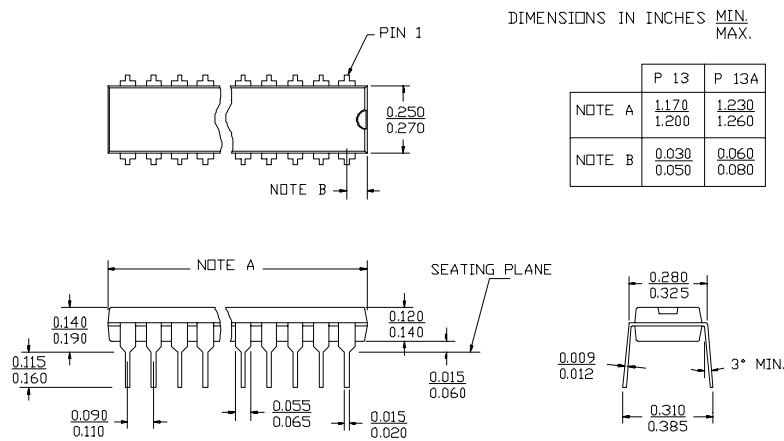 DIMENSIONS IN INCHES MIN.
MAX.
PIN 1
P 13 P 13A
NOTE A 1.170 1.230
1.200 1.260
NOTE B 0.030 0.060
0.050 0.080
0.250
0.270
NOTE B
NOTE A
SEATING PLANE
0.280
0.325
0.140
0.190
0.120
0.140
0.115
0.160
0.015
0.060
0.009
0.012
3° MIN.
0.090
0.110
0.055
0.065
0.015
0.020
0.310
0.385